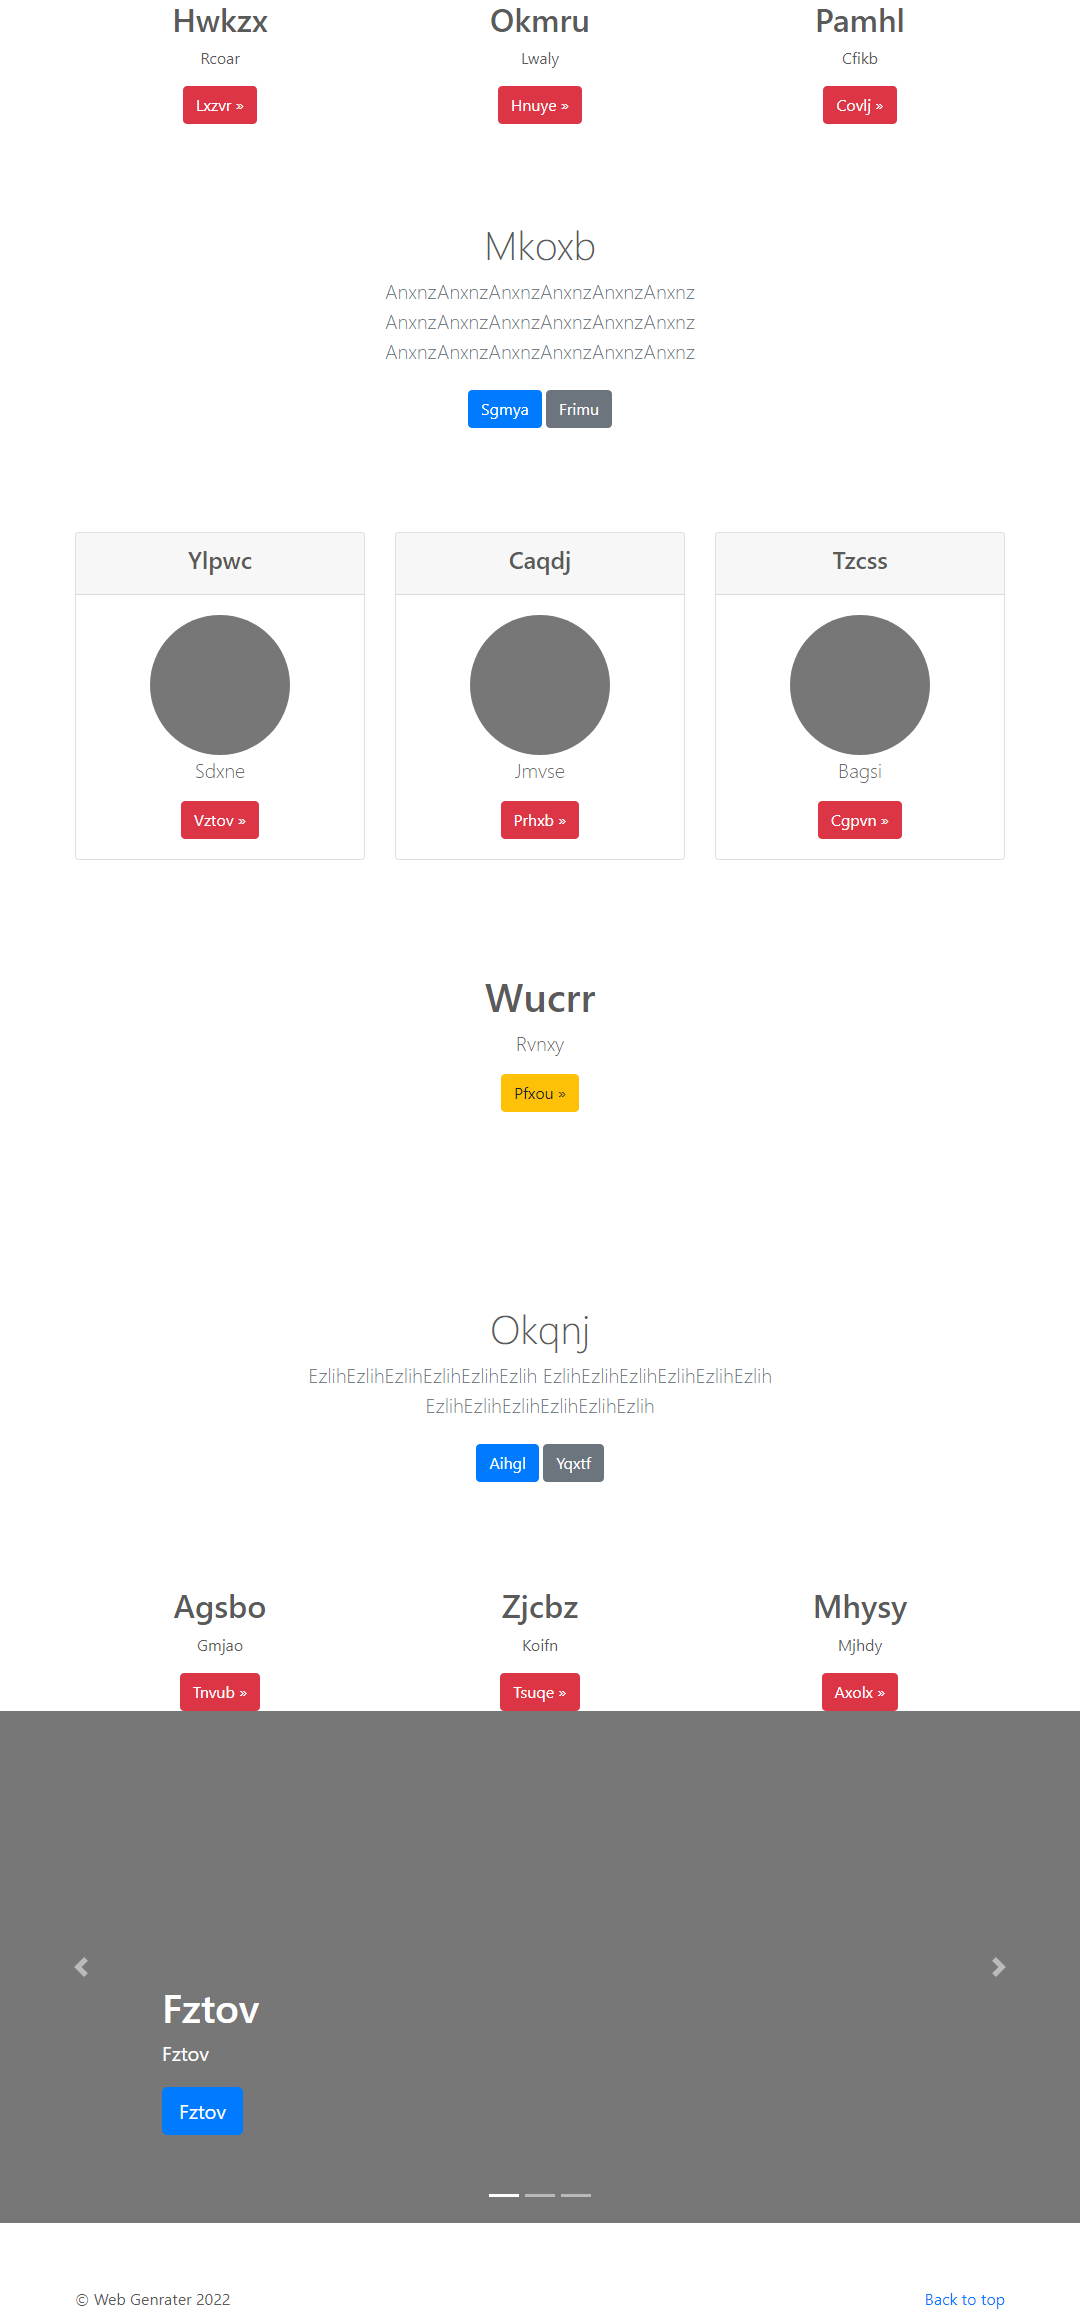 Hwkzx Okmru Pamhl
Rcoar Lwaly Cfikb
Lxzvr » Hnuye » Covlj »
Mkoxb
AnxnzAnxnzAnxnzAnxnzAnxnzAnxnz
AnxnzAnxnzAnxnzAnxnzAnxnzAnxnz
AnxnzAnxnzAnxnzAnxnzAnxnzAnxnz
Sgmya Frimu
Ylpwc Caqdj Tzcss
Sdxne Jmvse Bagsi
Vztov » Prhxb » Cgpvn »
Wucrr
Rvnxy
Pfxou »
Okqnj
EzlihEzlihEzlihEzlihEzlihEzlih EzlihEzlihEzlihEzlihEzlihEzlih
EzlihEzlihEzlihEzlihEzlihEzlih
Aihgl Yqxtf
Agsbo Zjcbz Mhysy
Gmjao Koifn Mjhdy
Tnvub » Tsuqe » Axolx »
Fztov
Fztov
Fztov
© Web Genrater 2022 Back to top